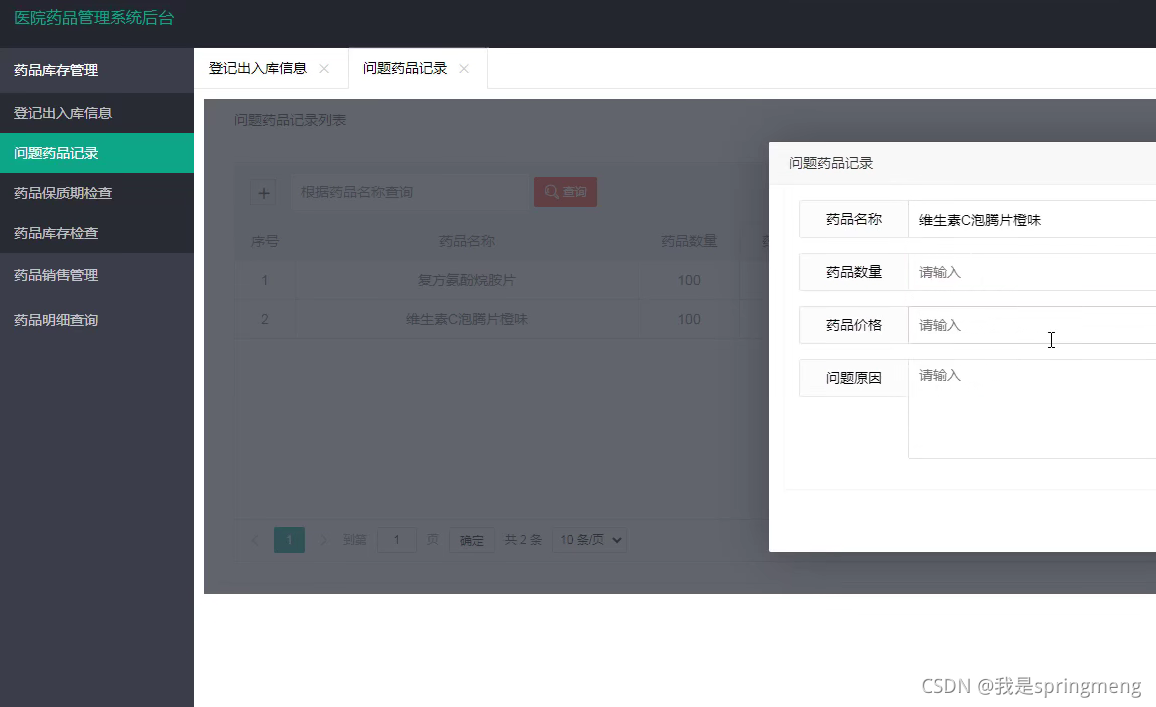 医院药品管理系统后台
药品库存管理
登记出入库信息
问题药品记录
药品保质期检查
药品库存检查
药品销售管理
药品明细查询
登记出入库信息
问题药品记录
问题药品记录列表
根据药品名称查询
查询
序号 药品名称 药品数量
1 复方氨酚烷胺片 100
2 维生素C泡腾片橙味 100
1 到第 1 页 确定 共 2 条 10 条/页
问题药品记录
药品名称 维生素C泡腾片橙味
药品数量 请输入
药品价格 请输入
问题原因 请输入
CSDN @我是springmeng